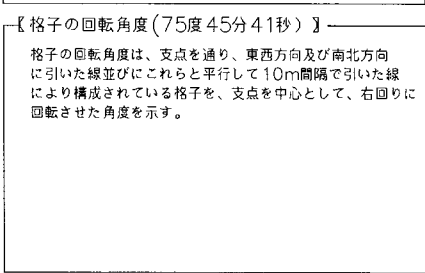 【格子の回転角度(75度45分41秒)】
格子の回転角度は、支点を通り、東西方向及び南北方向
に引いた線並びにこれらと平行して10m間隔で引いた線
により構成されている格子を、支点を中心として、右回りに
回転させた角度を示す。